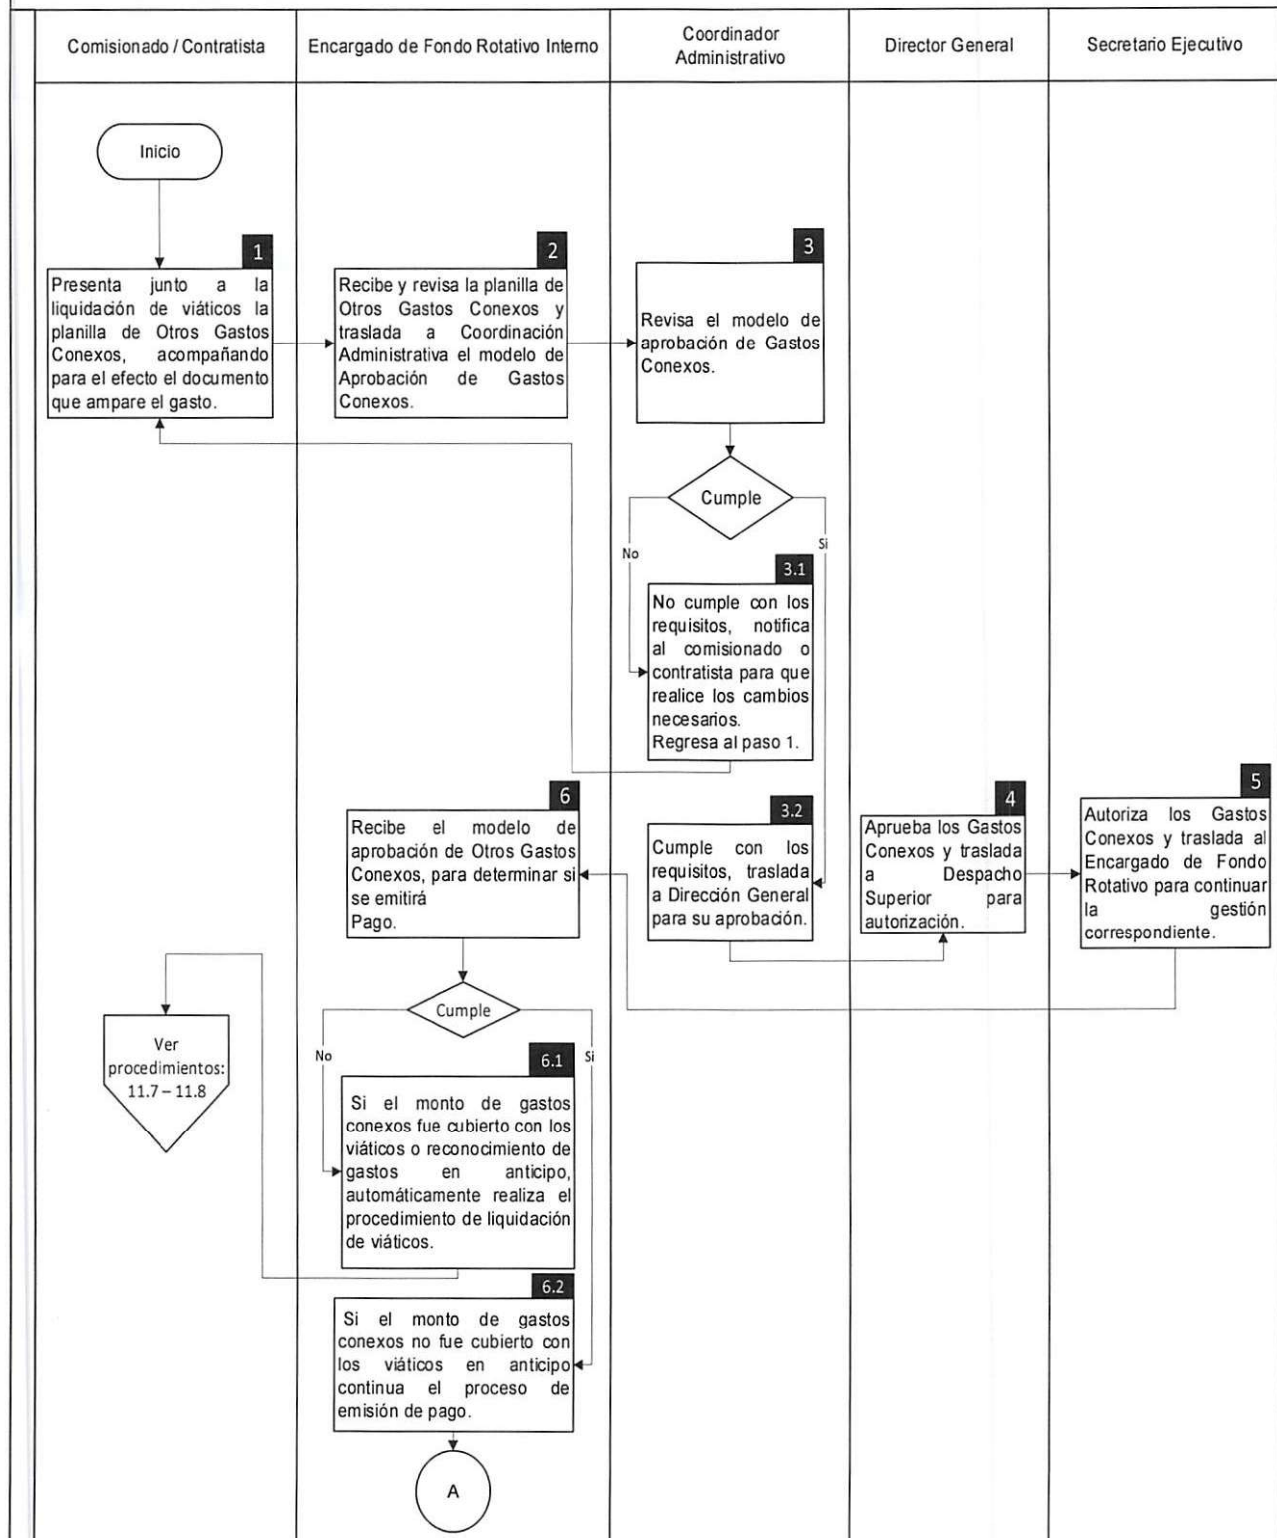 Comisionado / Contratista
Encargado de Fondo Rotativo Interno
Coordinador
Administrativo
Director General
Secretario Ejecutivo
Inicio
1
Presenta junto a la
liquidación de viáticos la
planilla de Otros Gastos
Conexos, acompañando
para el efecto el documento
que ampare el gasto.
2
Recibe y revisa la planilla de
Otros Gastos Conexos y
traslada a Coordinación
Administrativa el modelo de
Aprobación de Gastos
Conexos.
3
Revisa el modelo de
aprobación de Gastos
Conexos.
Cumple
No
Si
3.1
No cumple con los
requisitos, notifica
al comisionado o
contratista para que
realice los cambios
necesarios.
Regresa al paso 1.
3.2
Cumple con los
requisitos, traslada
a Dirección General
para su aprobación.
4
Aprueba los Gastos
Conexos y traslada
a Despacho
Superior para
autorización.
5
Autoriza los Gastos
Conexos y traslada al
Encargado de Fondo
Rotativo para continuar
la gestión
correspondiente.
6
Recibe el modelo de
aprobación de Otros Gastos
Conexos, para determinar si
se emitirá
Pago.
Cumple
No
Si
Ver
procedimientos:
11.7 – 11.8
6.1
Si el monto de gastos
conexos fue cubierto con los
viáticos o reconocimiento de
gastos en anticipo,
automáticamente realiza el
procedimiento de liquidación
de viáticos.
6.2
Si el monto de gastos
conexos no fue cubierto con
los viáticos en anticipo
continua el proceso de
emisión de pago.
A